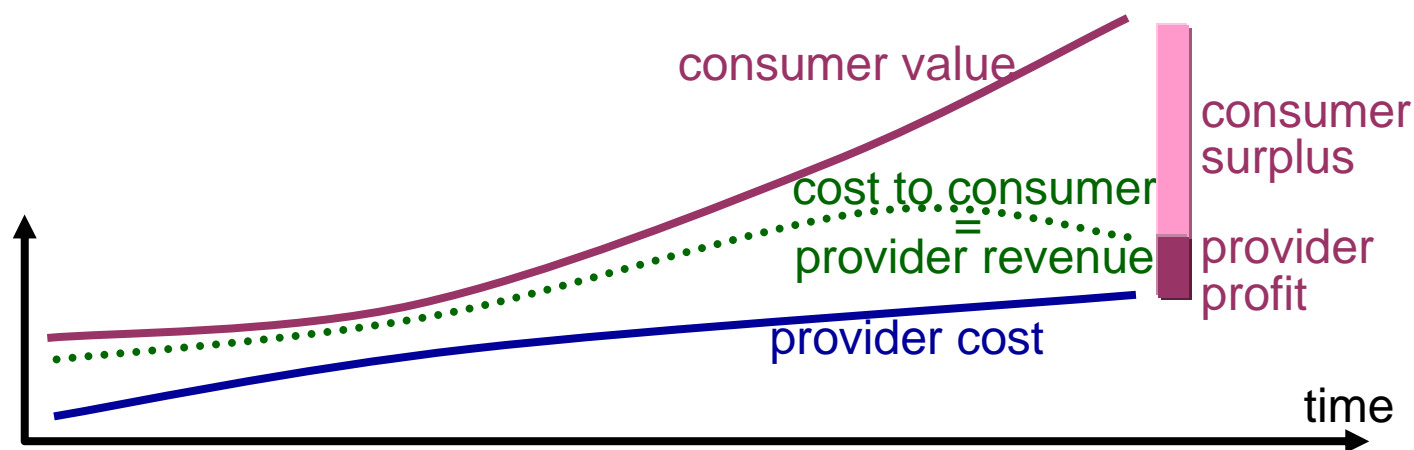 consumer value
consumer
surplus
cost to consumer
=
provider revenue
provider
profit
provider cost
time